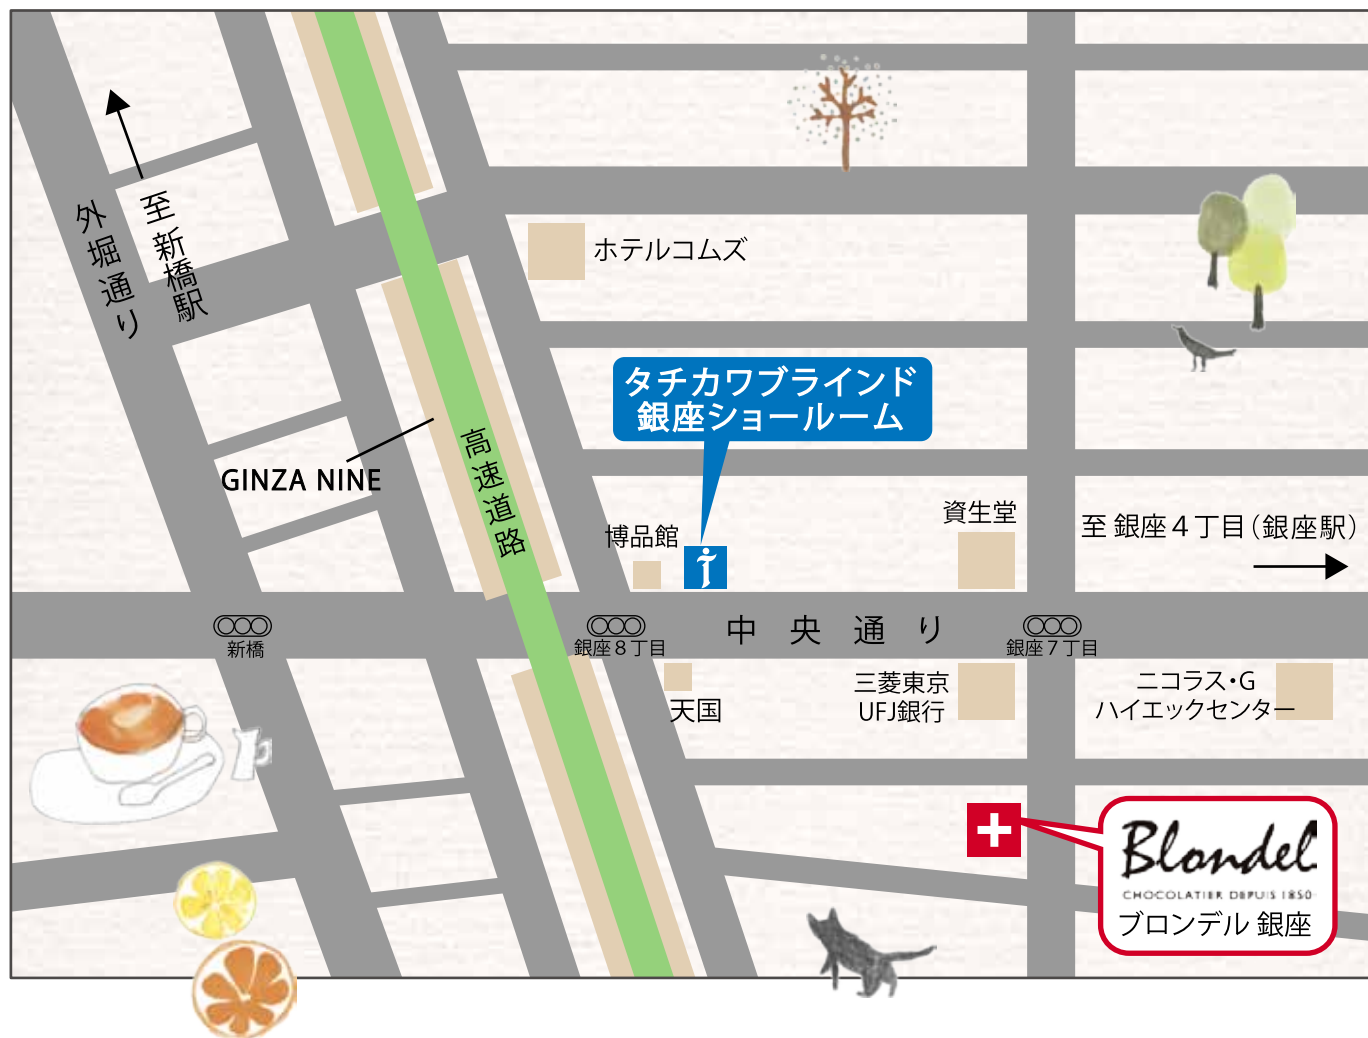 外堀通り
至 新橋駅
ホテルコムズ
タチカワブラインド
銀座ショールーム
GINZA NINE
高速道路
博品館
資生堂
至 銀座４丁目（銀座駅）
新橋
銀座８丁目
中央通り
銀座７丁目
天国
三菱東京
UFJ銀行
ニコラス・G
ハイエックセンター
Blondel
CHOCOLATIER DEPUIS 1850
ブロンデル 銀座